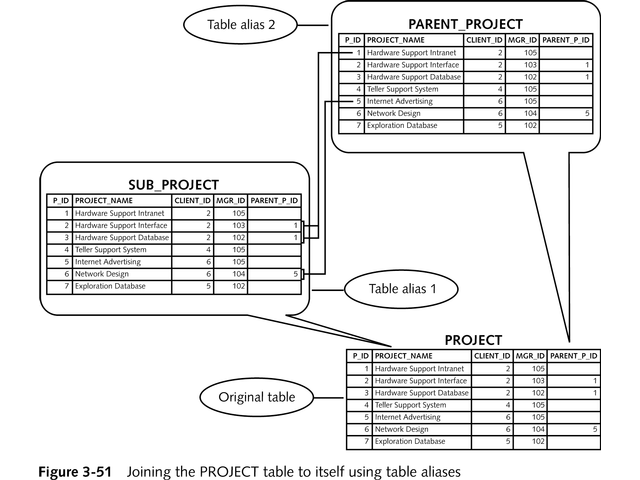 Table alias 2
PARENT_PROJECT
P_ID PROJECT_NAME CLIENT_ID MGR_ID PARENT_P_ID
1 Hardware Support Intranet 2 105
2 Hardware Support Interface 2 103 1
3 Hardware Support Database 2 102 1
4 Teller Support System 4 105
5 Internet Advertising 6 105
6 Network Design 6 104 5
7 Exploration Database 5 102
SUB_PROJECT
P_ID PROJECT_NAME CLIENT_ID MGR_ID PARENT_P_ID
1 Hardware Support Intranet 2 105
2 Hardware Support Interface 2 103 1
3 Hardware Support Database 2 102 1
4 Teller Support System 4 105
5 Internet Advertising 6 105
6 Network Design 6 104 5
7 Exploration Database 5 102
Table alias 1
PROJECT
P_ID PROJECT_NAME CLIENT_ID MGR_ID PARENT_P_ID
1 Hardware Support Intranet 2 105
2 Hardware Support Interface 2 103 1
3 Hardware Support Database 2 102 1
4 Teller Support System 4 105
5 Internet Advertising 6 105
6 Network Design 6 104 5
7 Exploration Database 5 102
Original table
Figure 3-51 Joining the PROJECT table to itself using table aliases